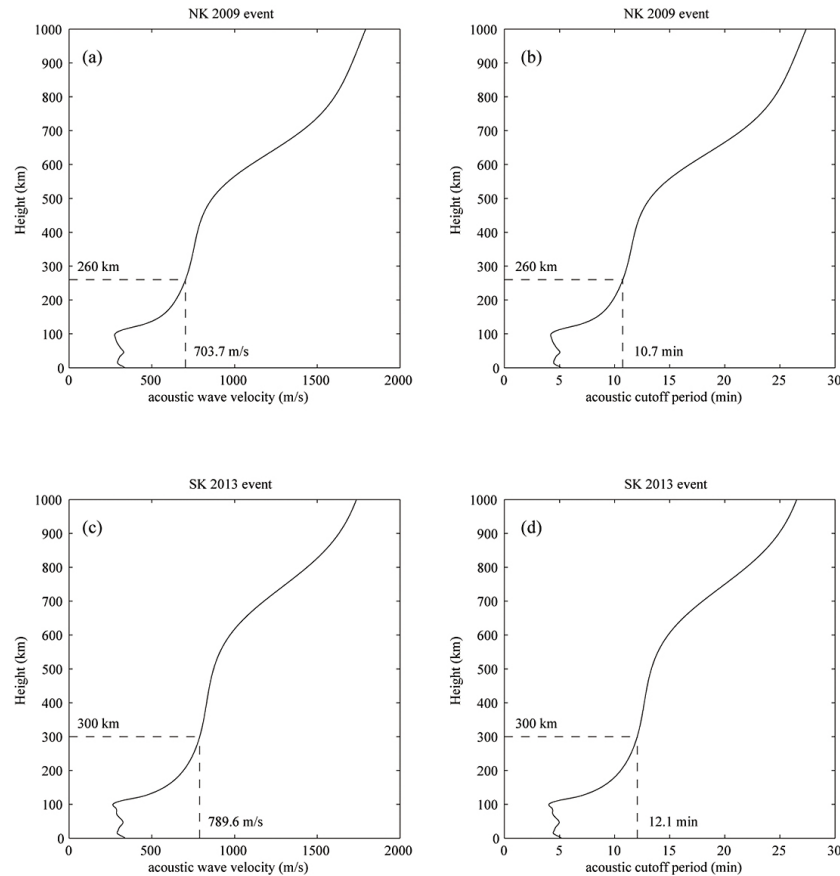 NK 2009 event
(a)
1000
900
800
700
600
500
400
300
200
100
0
Height (km)
260 km
703.7 m/s
0 500 1000 1500 2000
acoustic wave velocity (m/s)
NK 2009 event
(b)
1000
900
800
700
600
500
400
300
200
100
0
Height (km)
260 km
10.7 min
0 5 10 15 20 25 30
acoustic cutoff period (min)
SK 2013 event
(c)
1000
900
800
700
600
500
400
300
200
100
0
Height (km)
300 km
789.6 m/s
0 500 1000 1500 2000
acoustic wave velocity (m/s)
SK 2013 event
(d)
1000
900
800
700
600
500
400
300
200
100
0
Height (km)
300 km
12.1 min
0 5 10 15 20 25 30
acoustic cutoff period (min)